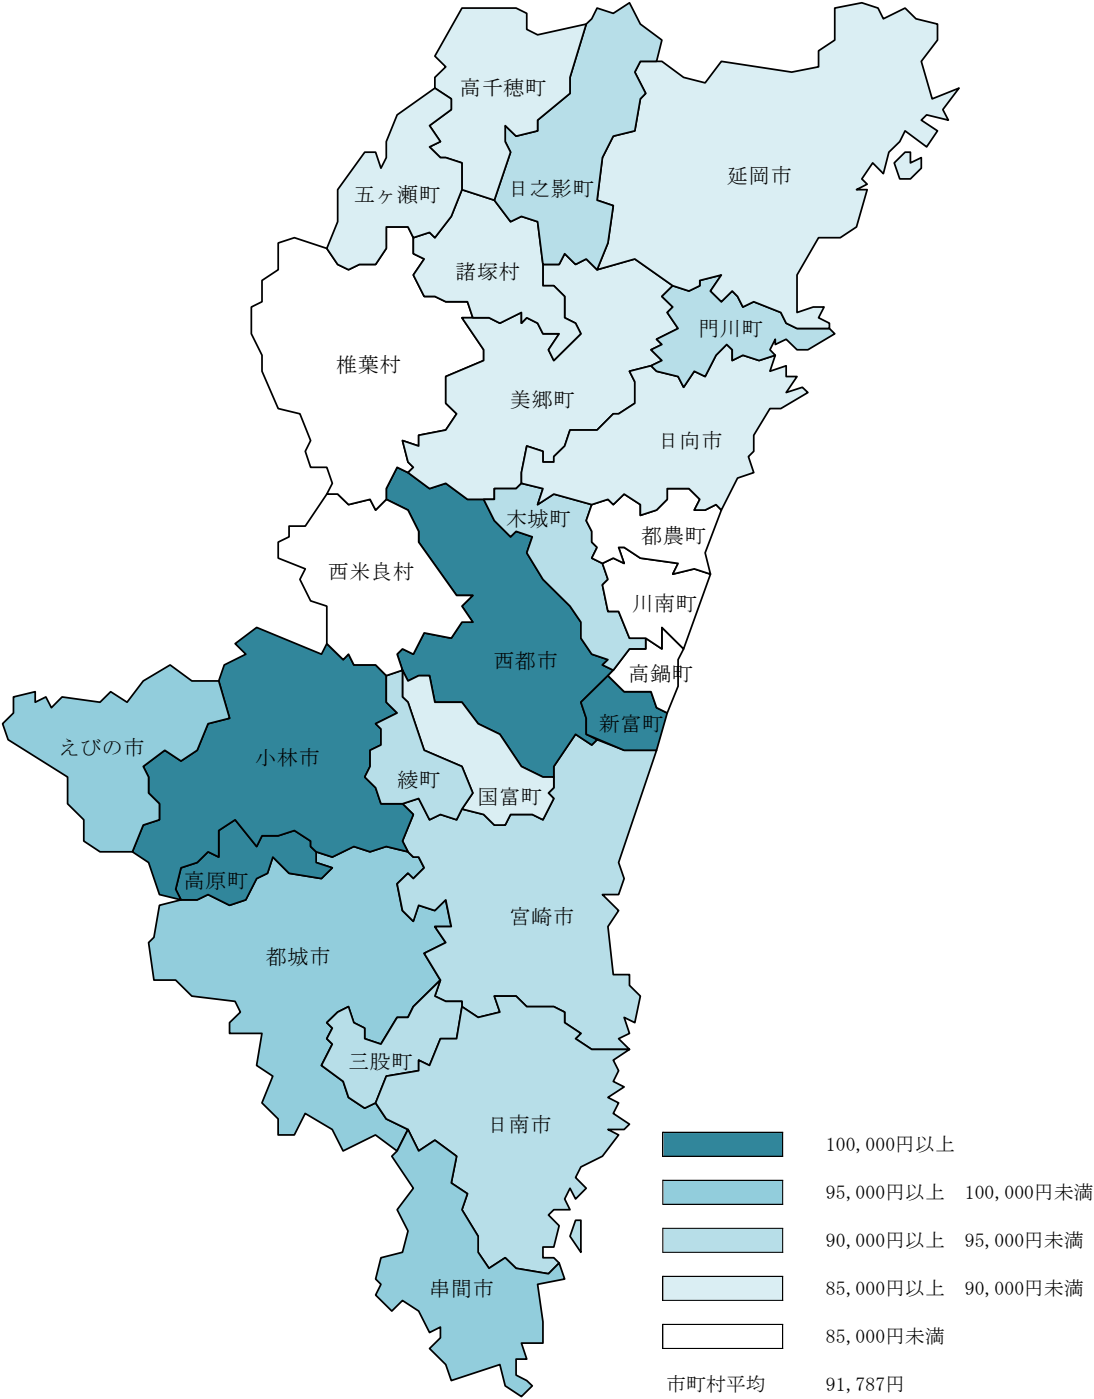 高千穂町
延岡市
日之影町
五ヶ瀬町
諸塚村
門川町
椎葉村
美郷町
日向市
木城町
都農町
西米良村
川南町
西都市
高鍋町
新富町
えびの市
小林市
綾町
国富町
高原町
宮崎市
都城市
三股町
日南市
串間市
100,000円以上
95,000円以上　100,000円未満
90,000円以上　95,000円未満
85,000円以上　90,000円未満
85,000円未満
市町村平均　91,787円